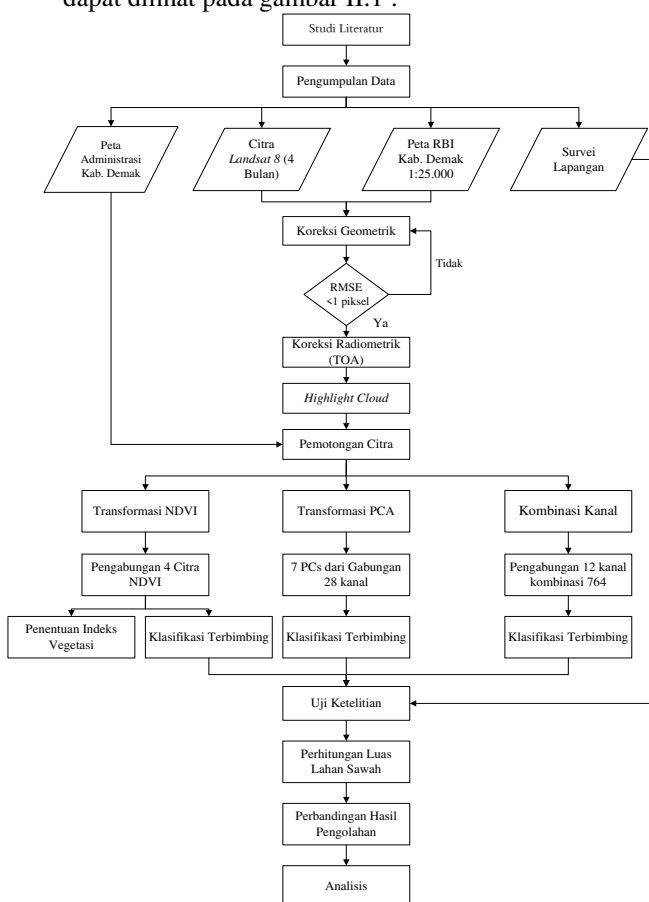 dapat dilihat pada gambar II.1 :
Studi Literatur
Pengumpulan Data
Peta
Administrasi
Kab. Demak
Citra
Landsat 8 (4
Bulan)
Peta RBI
Kab. Demak
1:25.000
Survei
Lapangan
Koreksi Geometrik
Tidak
RMSE
<1 piksel
Ya
Koreksi Radiometrik
(TOA)
Highlight Cloud
Pemotongan Citra
Transformasi NDVI
Transformasi PCA
Kombinasi Kanal
Pengabungan 4 Citra
NDVI
7 PCs dari Gabungan
28 kanal
Pengabungan 12 kanal
kombinasi 764
Penentuan Indeks
Vegetasi
Klasifikasi Terbimbing
Klasifikasi Terbimbing
Klasifikasi Terbimbing
Uji Ketelitian
Perhitungan Luas
Lahan Sawah
Perbandingan Hasil
Pengolahan
Analisis